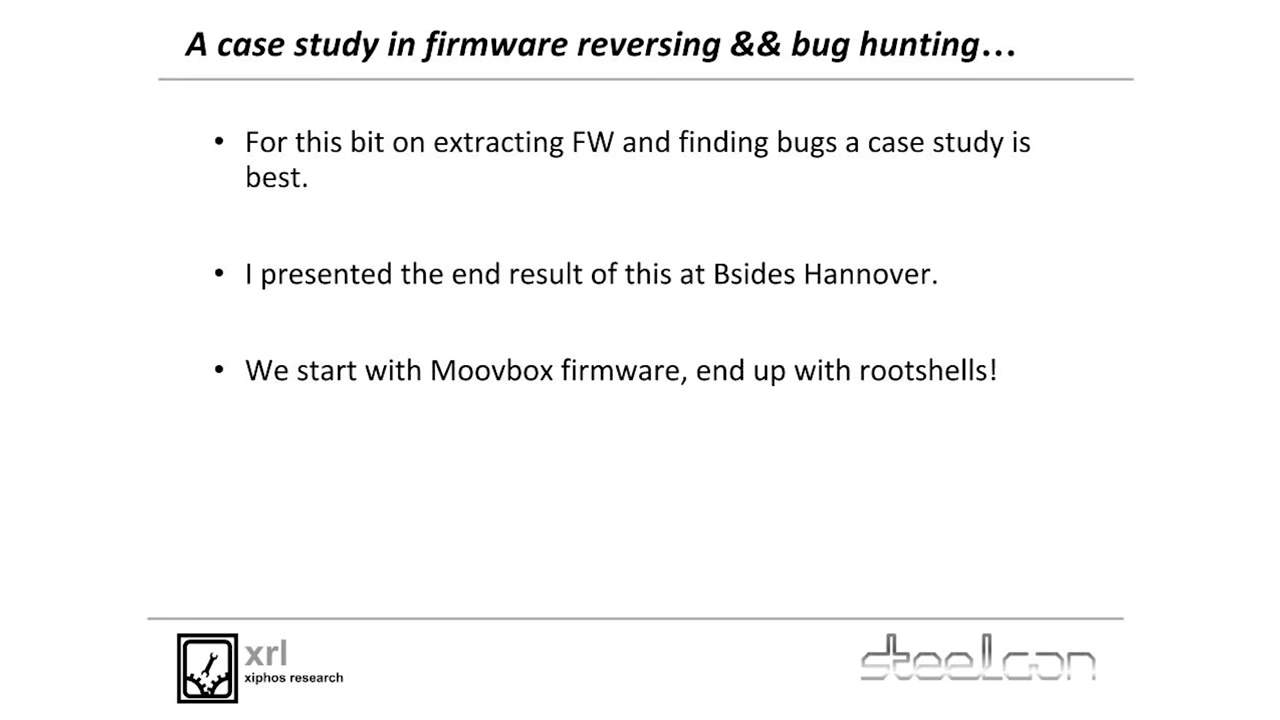 A case study in firmware reversing && bug hunting…
• For this bit on extracting FW and finding bugs a case study is
best.
• I presented the end result of this at Bsides Hannover.
• We start with Moovbox firmware, end up with rootshells!
xrl
xiphos research
steelcon